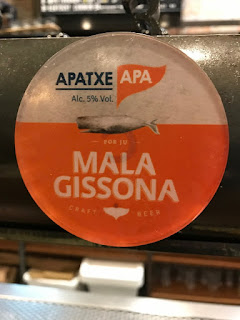 APATXE APA
Alc. 5% Vol.
MALA
GISSONA
CRAFT BEER